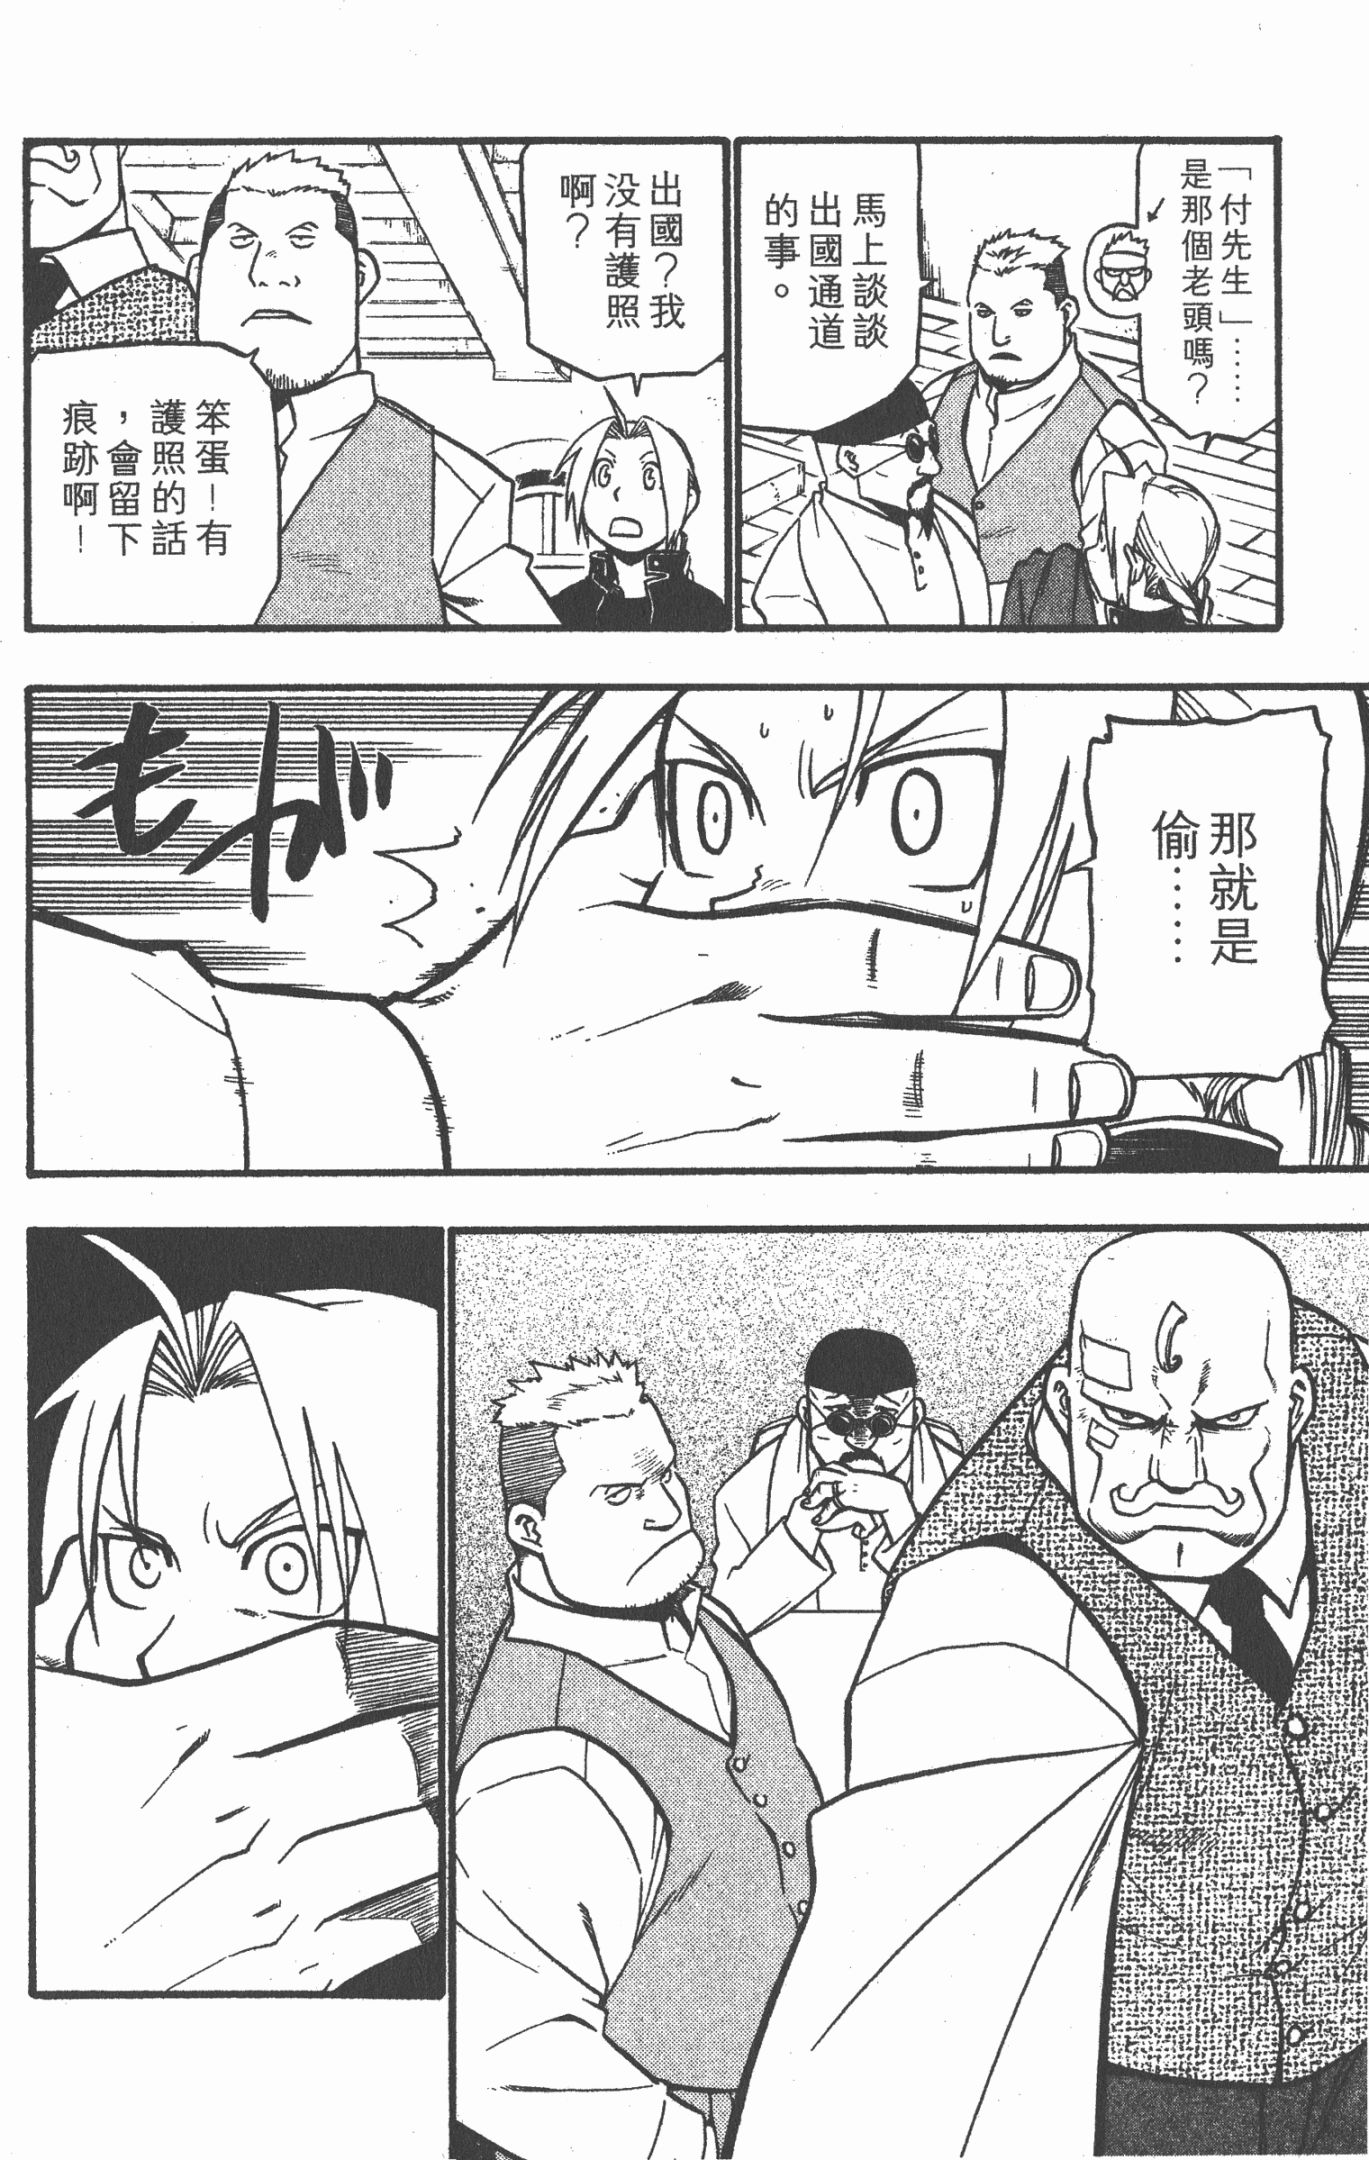 「付先生」……
是那個老頭嗎？
馬上談談
出國通道
的事。
出國？我
没有護照
啊？
笨蛋！有
護照的話
，會留下
痕跡啊！
那就是
偷……
もがっ